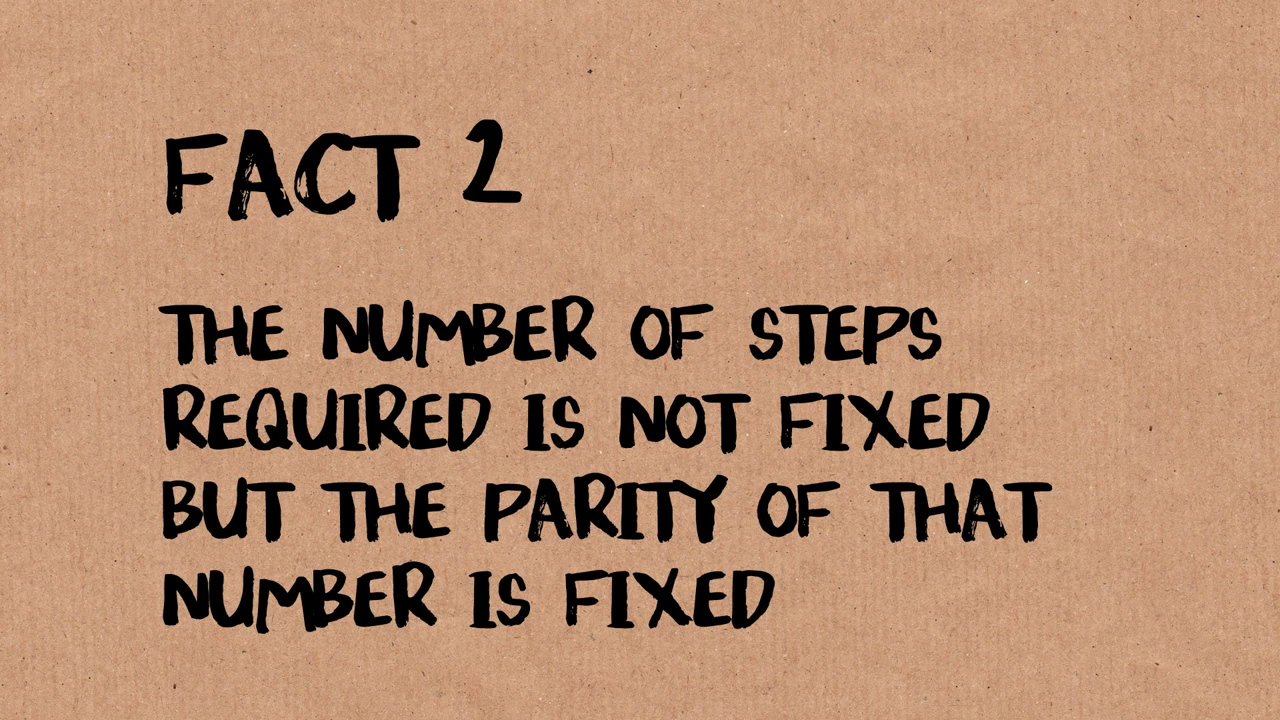 FACT 2
THE NUMBER OF STEPS
REQUIRED IS NOT FIXED
BUT THE PARITY OF THAT
NUMBER IS FIXED